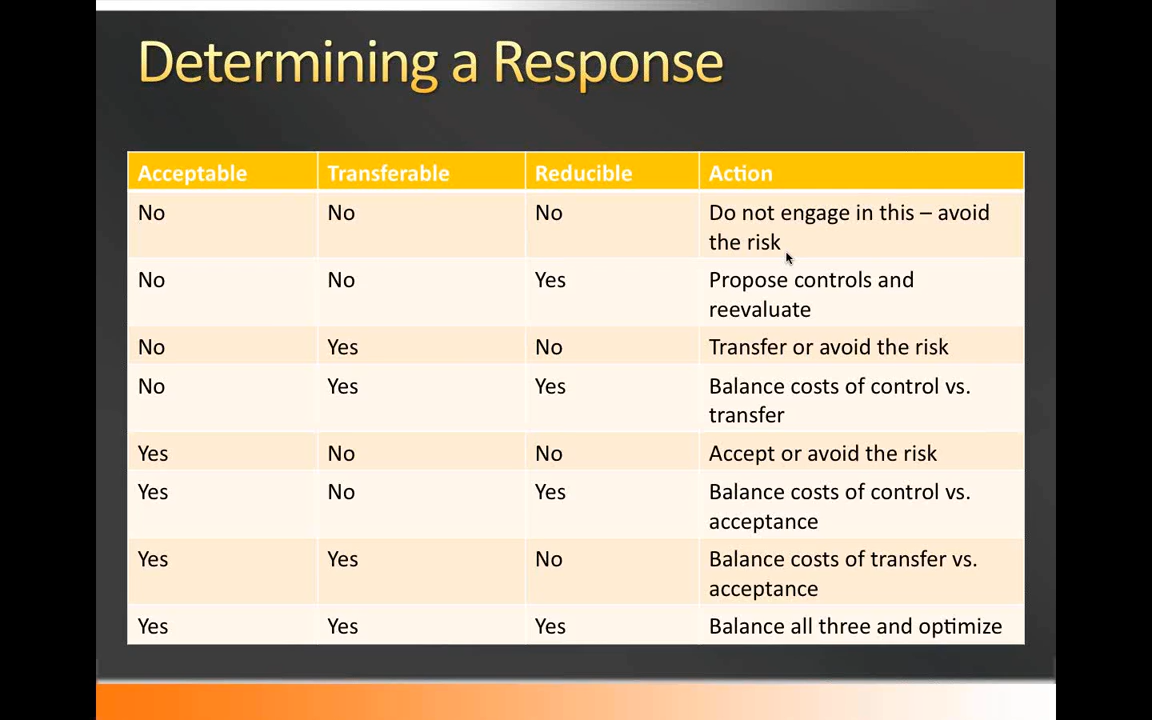 Determining a Response
Acceptable Transferable Reducible Action
No No No Do not engage in this – avoid
the risk
No No Yes Propose controls and
reevaluate
No Yes No Transfer or avoid the risk
No Yes Yes Balance costs of control vs.
transfer
Yes No No Accept or avoid the risk
Yes No Yes Balance costs of control vs.
acceptance
Yes Yes No Balance costs of transfer vs.
acceptance
Yes Yes Yes Balance all three and optimize